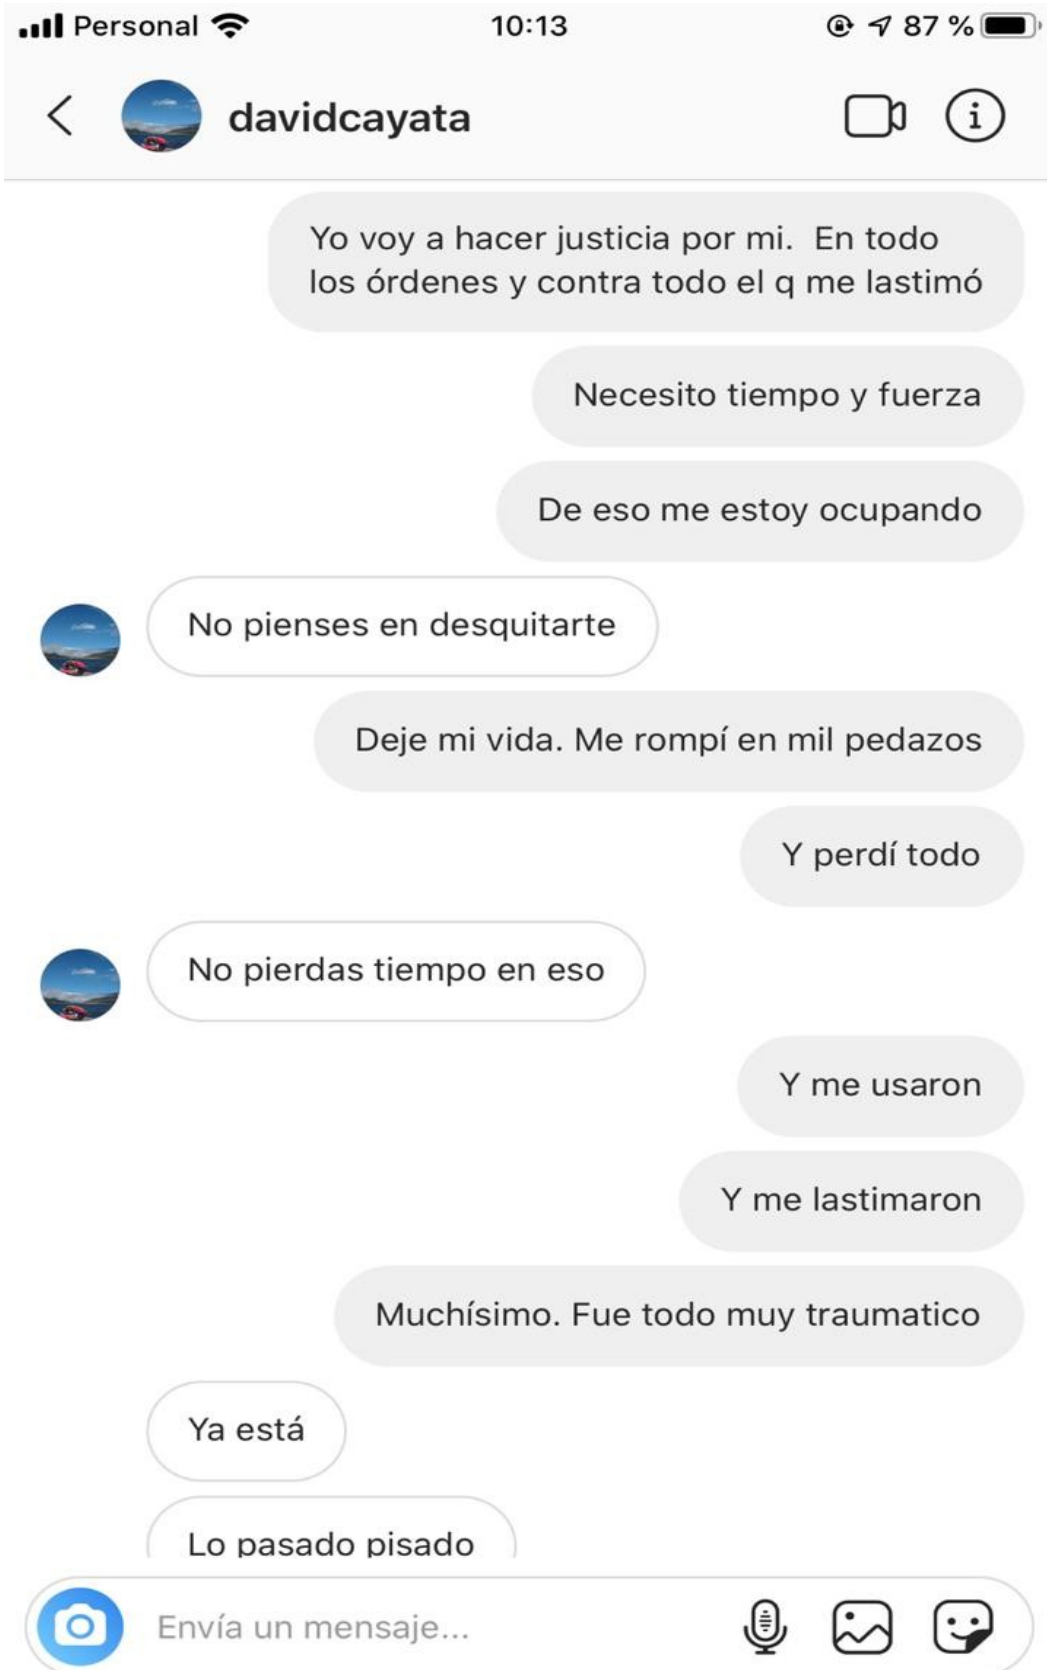 Personal 10:13 87 %
davidcayata
Yo voy a hacer justicia por mi. En todo
los órdenes y contra todo el q me lastimó
Necesito tiempo y fuerza
De eso me estoy ocupando
No pienses en desquitarte
Deje mi vida. Me rompí en mil pedazos
Y perdí todo
No pierdas tiempo en eso
Y me usaron
Y me lastimaron
Muchísimo. Fue todo muy traumatico
Ya está
Lo pasado pisado
Envía un mensaje...